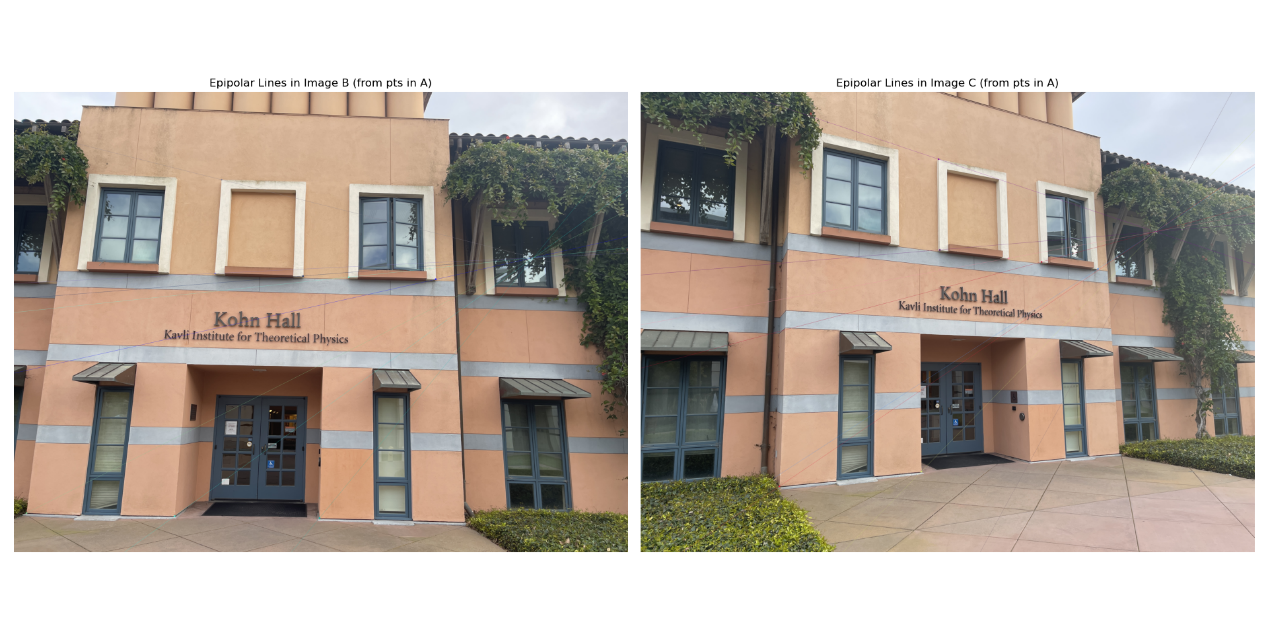 Epipolar Lines in Image B (from pts in A)
Kohn Hall
Kavli Institute for Theoretical Physics
Epipolar Lines in Image C (from pts in A)
Kohn Hall
Kavli Institute for Theoretical Physics